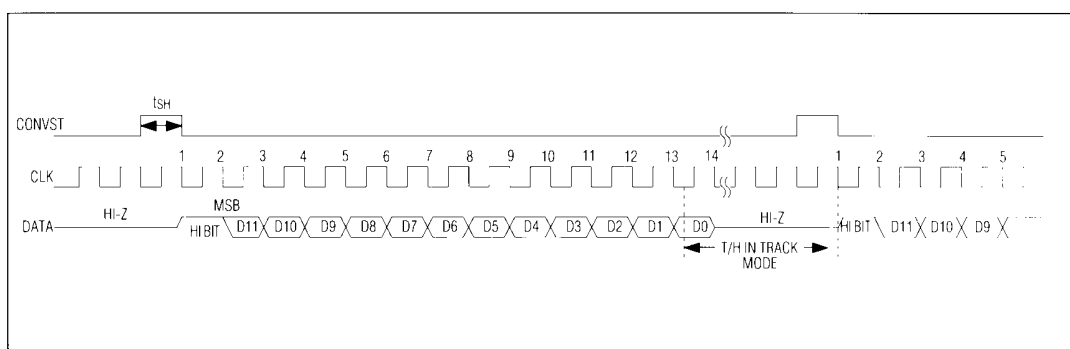 tSH
CONVST
1 2 3 4 5 6 7 8 9 10 11 12 13 14 1 2 3 4 5
CLK
MSB
HI-Z HI-Z
DATA HI BIT D11 D10 D9 D8 D7 D6 D5 D4 D3 D2 D1 D0 HI BIT D11 D10 D9
T/H IN TRACK
MODE